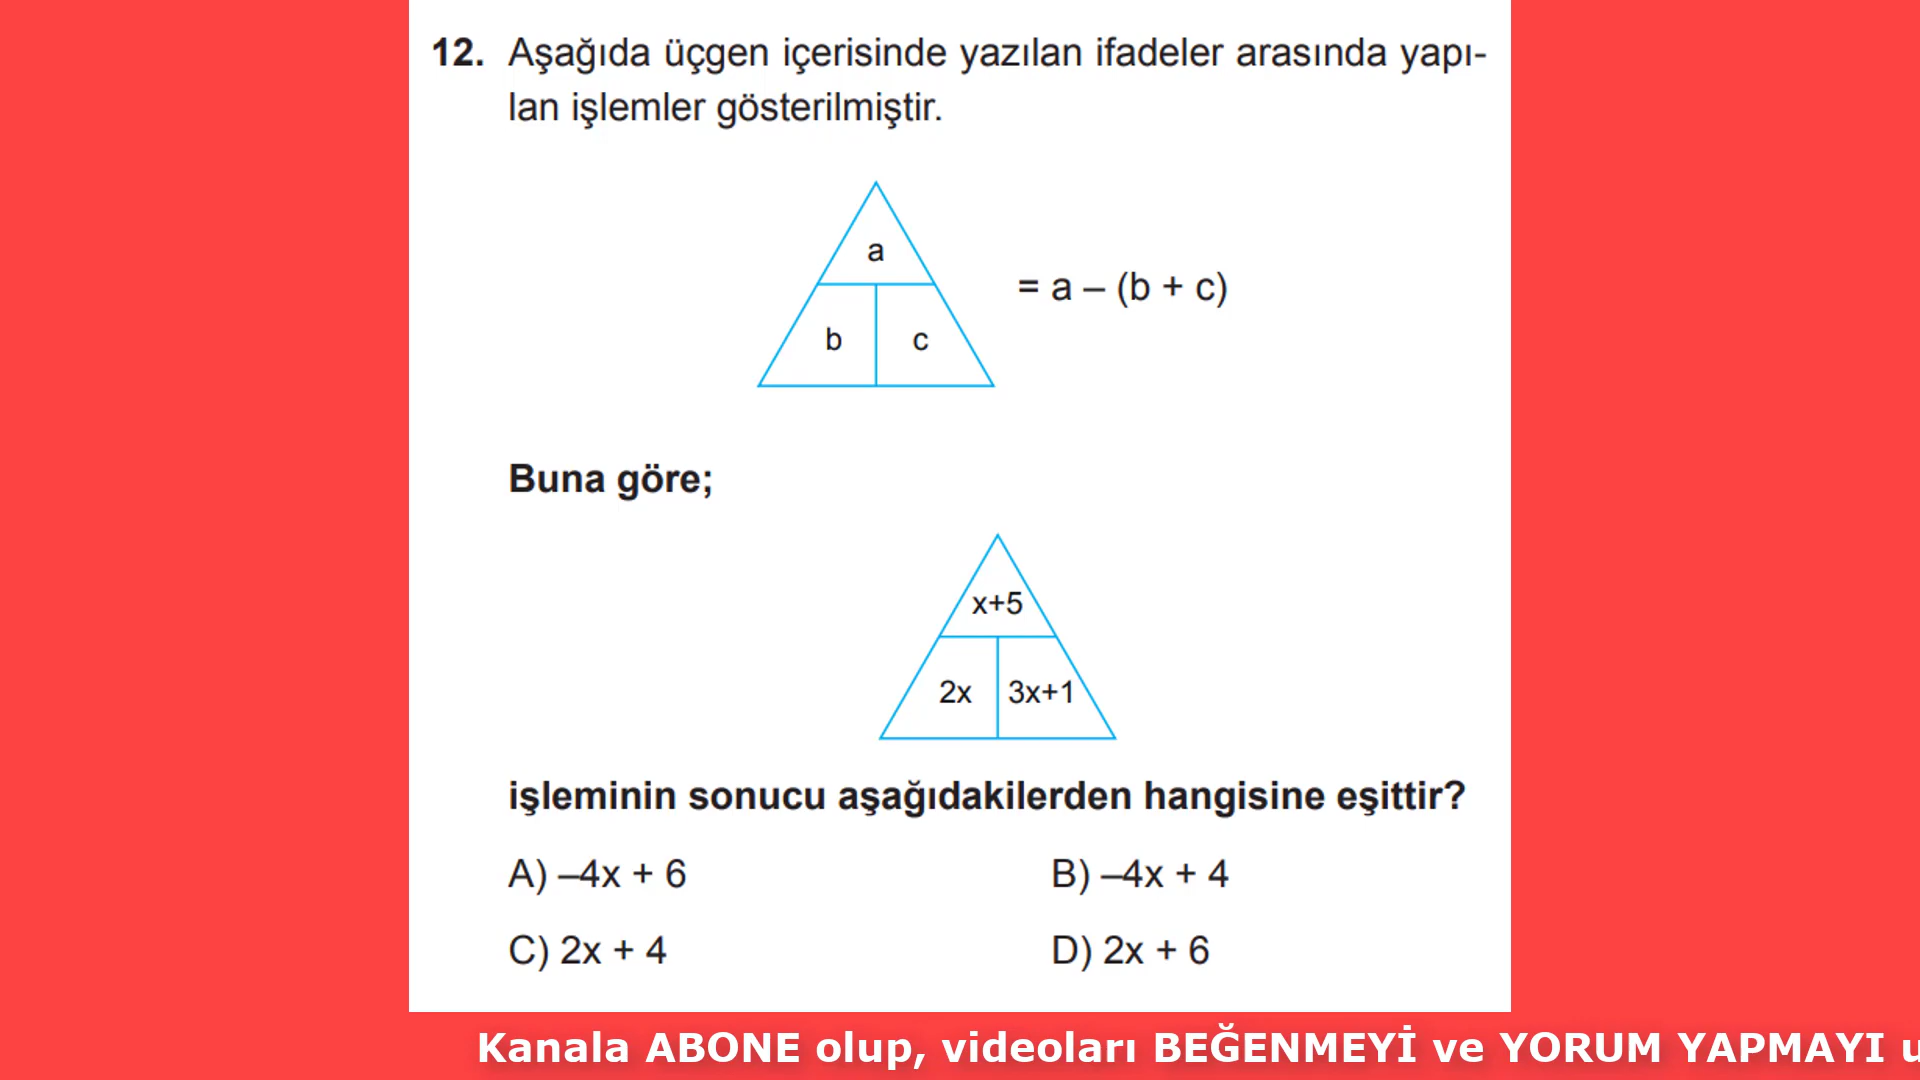 12. Aşağıda üçgen içerisinde yazılan ifadeler arasında yapı-
lan işlemler gösterilmiştir.
a
= a – (b + c)
b c
Buna göre;
x+5
2x 3x+1
işleminin sonucu aşağıdakilerden hangisine eşittir?
A) –4x + 6 B) –4x + 4
C) 2x + 4 D) 2x + 6
Kanala ABONE olup, videoları BEĞENMEYİ ve YORUM YAPMAYI